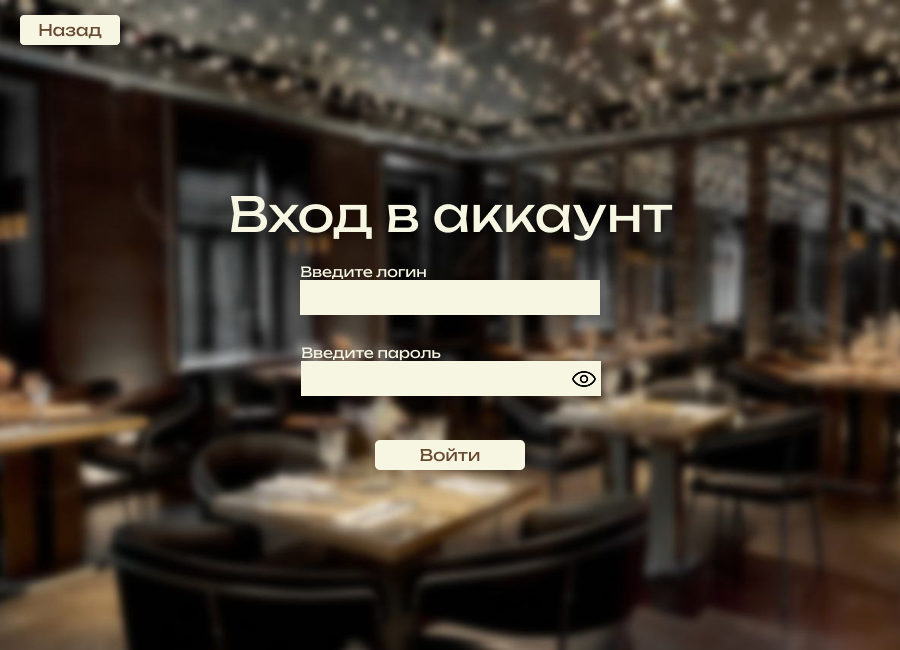 Назад
Вход в аккаунт
Введите логин
Введите пароль
Войти